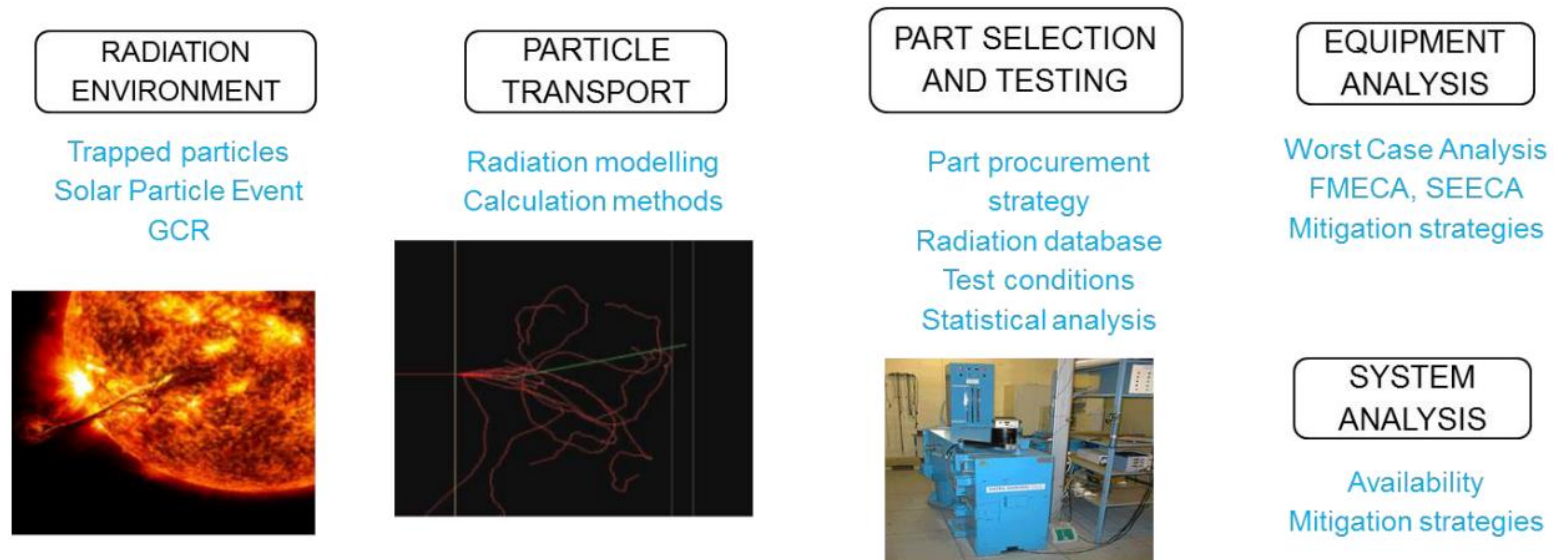 RADIATION
ENVIRONMENT
Trapped particles
Solar Particle Event
GCR
PARTICLE
TRANSPORT
Radiation modelling
Calculation methods
PART SELECTION
AND TESTING
Part procurement
strategy
Radiation database
Test conditions
Statistical analysis
EQUIPMENT
ANALYSIS
Worst Case Analysis
FMECA, SEECA
Mitigation strategies
SYSTEM
ANALYSIS
Availability
Mitigation strategies